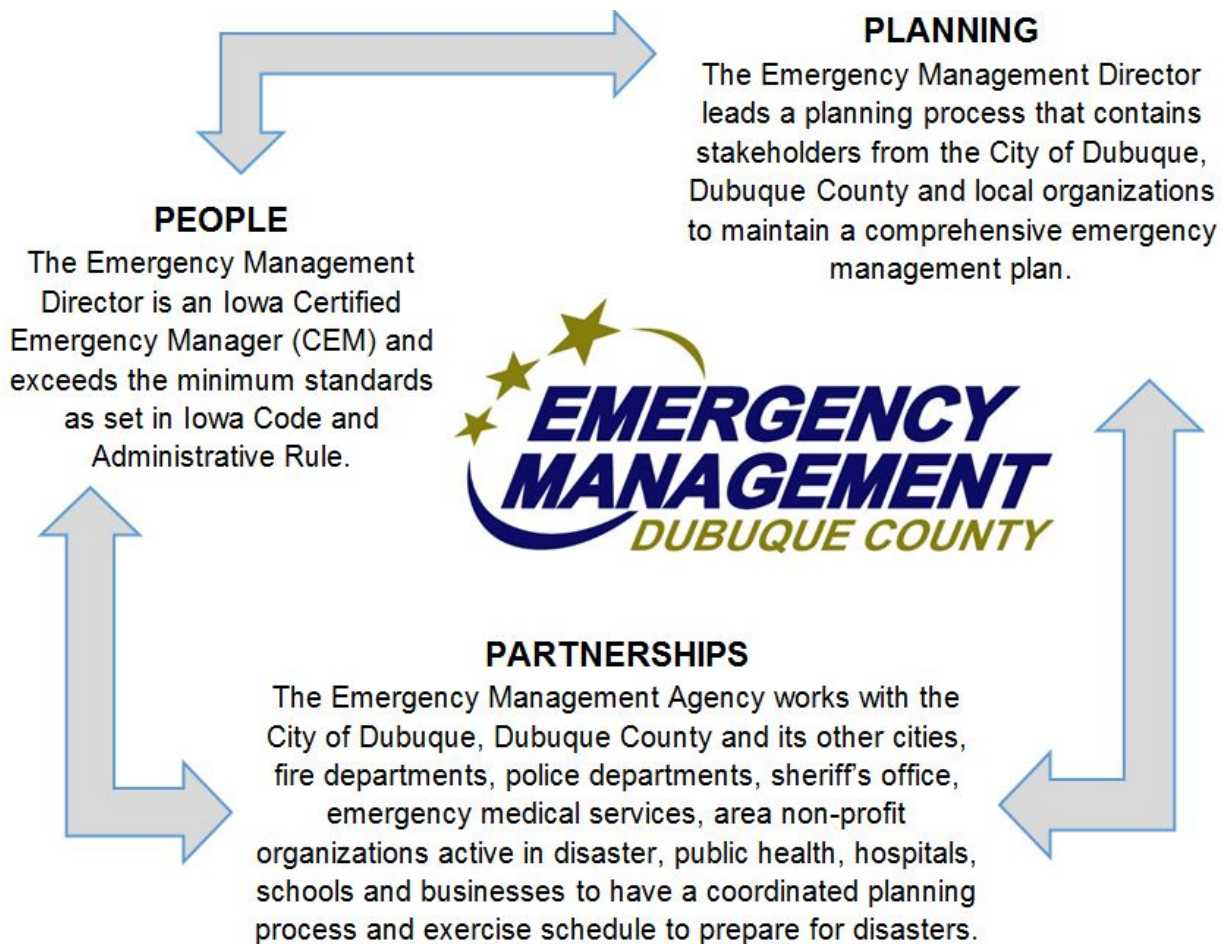 PLANNING
The Emergency Management Director
leads a planning process that contains
stakeholders from the City of Dubuque,
Dubuque County and local organizations
to maintain a comprehensive emergency
management plan.
PEOPLE
The Emergency Management
Director is an Iowa Certified
Emergency Manager (CEM) and
exceeds the minimum standards
as set in Iowa Code and
Administrative Rule.
EMERGENCY
MANAGEMENT
DUBUQUE COUNTY
PARTNERSHIPS
The Emergency Management Agency works with the
City of Dubuque, Dubuque County and its other cities,
fire departments, police departments, sheriff's office,
emergency medical services, area non-profit
organizations active in disaster, public health, hospitals,
schools and businesses to have a coordinated planning
process and exercise schedule to prepare for disasters.